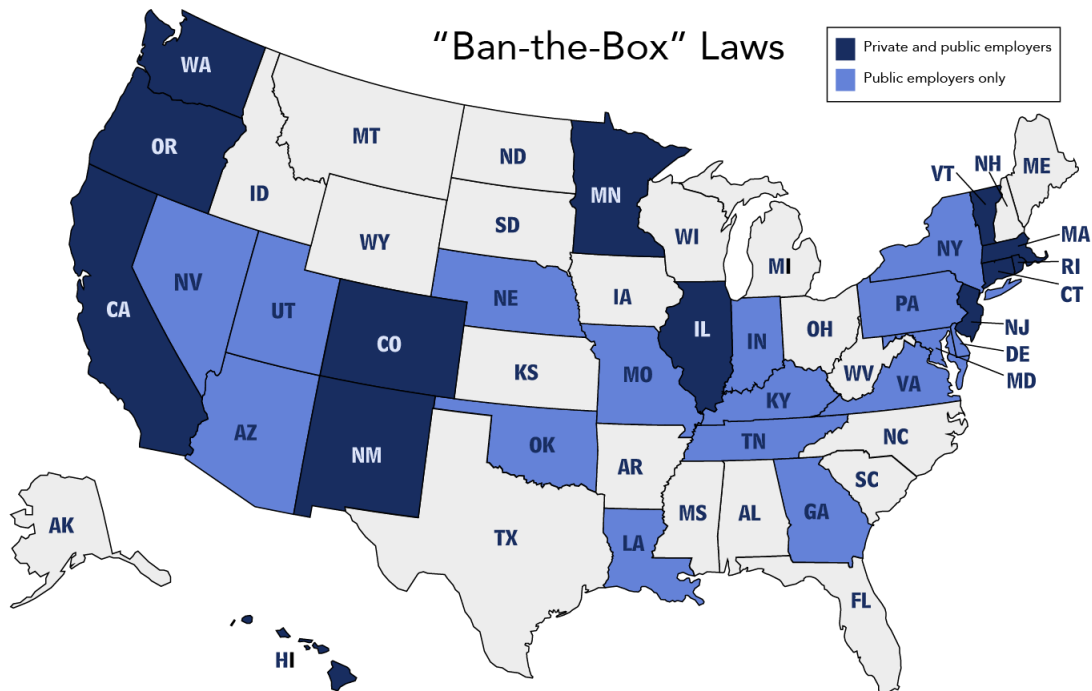 “Ban-the-Box” Laws
Private and public employers
Public employers only
WA
MT
ND
MN
OR
ID
SD
WI
MI
WY
VT
NH
ME
NY
MA
RI
CT
NV
UT
NE
IA
PA
CA
CO
IL
IN
OH
NJ
DE
MD
KS
MO
WV
VA
KY
AZ
NM
OK
TN
NC
AR
SC
AK
TX
MS
AL
GA
LA
FL
HI